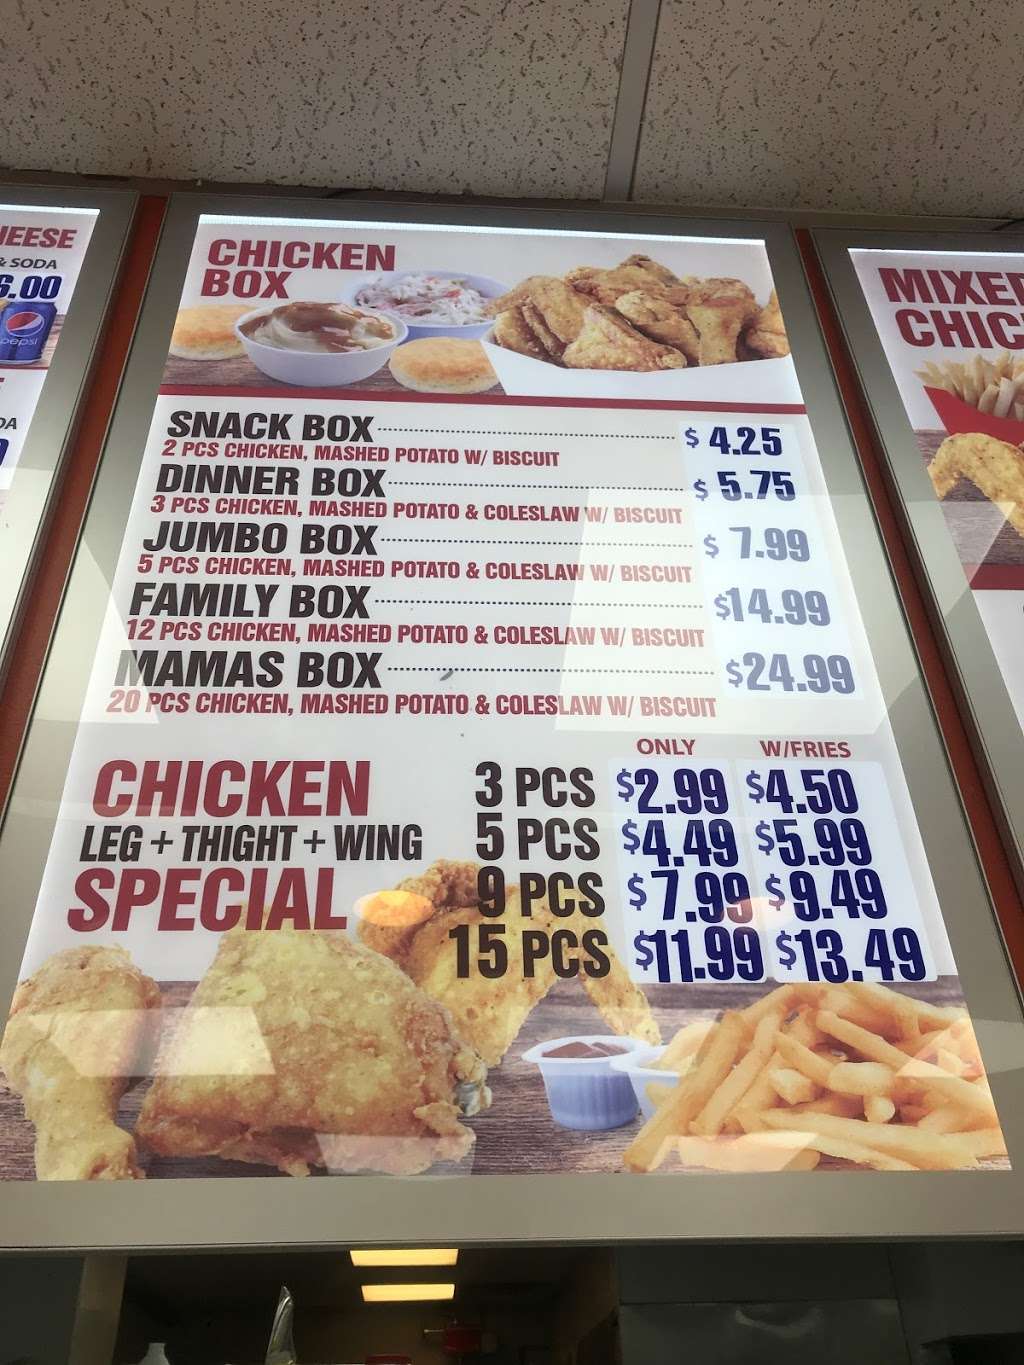 & SODA
6.00
pepsi
CHICKEN
BOX
SNACK BOX $ 4.25
2 PCS CHICKEN, MASHED POTATO W/ BISCUIT
DINNER BOX $ 5.75
3 PCS CHICKEN, MASHED POTATO & COLESLAW W/ BISCUIT
JUMBO BOX $ 7.99
5 PCS CHICKEN, MASHED POTATO & COLESLAW W/ BISCUIT
FAMILY BOX $14.99
12 PCS CHICKEN, MASHED POTATO & COLESLAW W/ BISCUIT
MAMAS BOX $24.99
20 PCS CHICKEN, MASHED POTATO & COLESLAW W/ BISCUIT
ONLY W/FRIES
CHICKEN 3 PCS $2.99 $4.50
LEG + THIGHT + WING 5 PCS $4.49 $5.99
SPECIAL 9 PCS $7.99 $9.49
15 PCS $11.99 $13.49
MIXED
CHIC